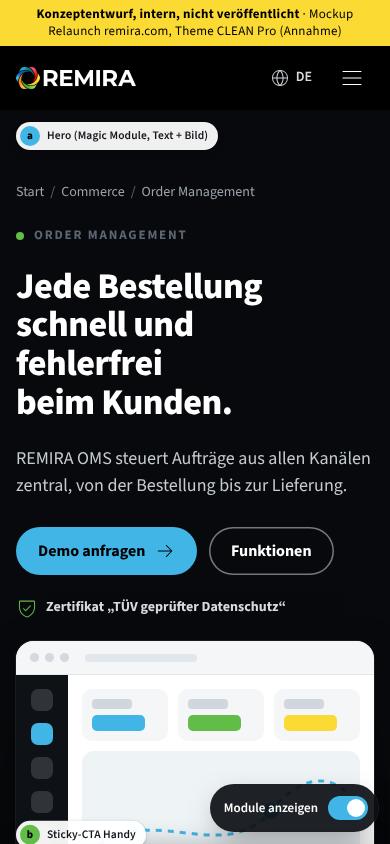 Konzeptentwurf, intern, nicht veröffentlicht · Mockup
Relaunch remira.com, Theme CLEAN Pro (Annahme)
REMIRA
DE
a Hero (Magic Module, Text + Bild)
Start / Commerce / Order Management
ORDER MANAGEMENT
Jede Bestellung
schnell und
fehlerfrei
beim Kunden.
REMIRA OMS steuert Aufträge aus allen Kanälen
zentral, von der Bestellung bis zur Lieferung.
Demo anfragen →
Funktionen
Zertifikat „TÜV geprüfter Datenschutz“
Module anzeigen
b Sticky-CTA Handy